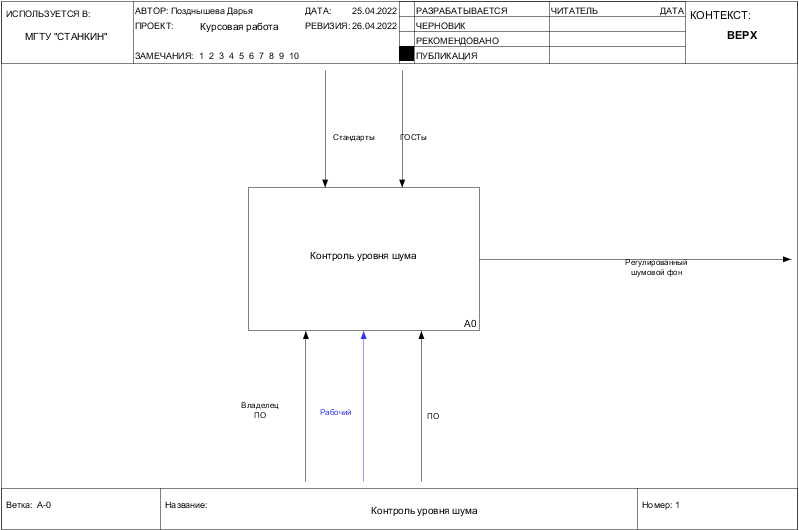 ИСПОЛЬЗУЕТСЯ В:
МГТУ "СТАНКИН"
АВТОР: Позднышева Дарья ДАТА: 25.04.2022
ПРОЕКТ: Курсовая работа РЕВИЗИЯ: 26.04.2022
ЗАМЕЧАНИЯ: 1 2 3 4 5 6 7 8 9 10
РАЗРАБАТЫВАЕТСЯ
ЧЕРНОВИК
РЕКОМЕНДОВАНО
ПУБЛИКАЦИЯ
ЧИТАТЕЛЬ ДАТА
КОНТЕКСТ:
ВЕРХ
Стандарты ГОСТы
Контроль уровня шума
A0
Регулированный
шумовой фон
Владелец
ПО
Рабочий
ПО
Ветка: A-0
Название: Контроль уровня шума
Номер: 1